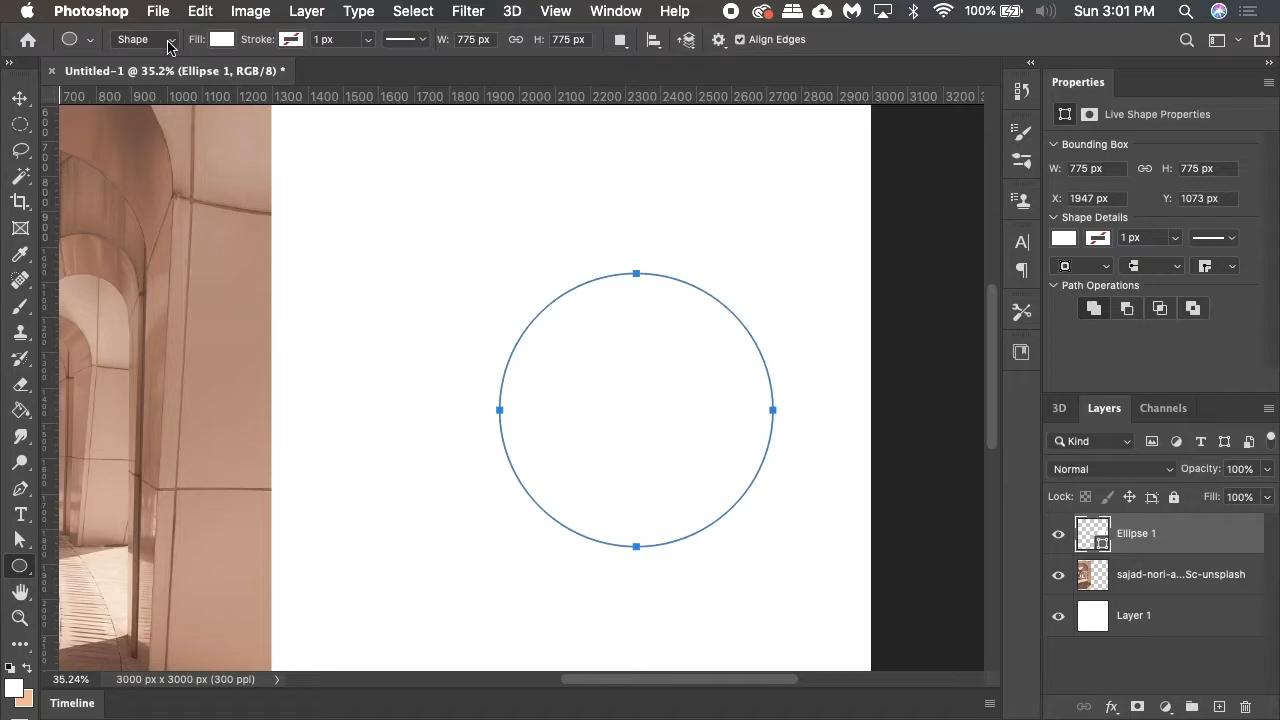 Photoshop File Edit Image Layer Type Select Filter 3D View Window Help 100% Sun 3:01 PM
Shape Fill: Stroke: 1 px W: 775 px H: 775 px Align Edges
Untitled-1 @ 35.2% (Ellipse 1, RGB/8) *
700 800 900 1000 1100 1200 1300 1400 1500 1600 1700 1800 1900 2000 2100 2200 2300 2400 2500 2600 2700 2800 2900 3000 3100 3200
Properties
Live Shape Properties
Bounding Box
W: 775 px H: 775 px
X: 1947 px Y: 1073 px
Shape Details
1 px
Path Operations
3D Layers Channels
Kind
Normal Opacity: 100%
Lock: Fill: 100%
Ellipse 1
Layer 1
35.24% 3000 px x 3000 px (300 ppi)
Timeline